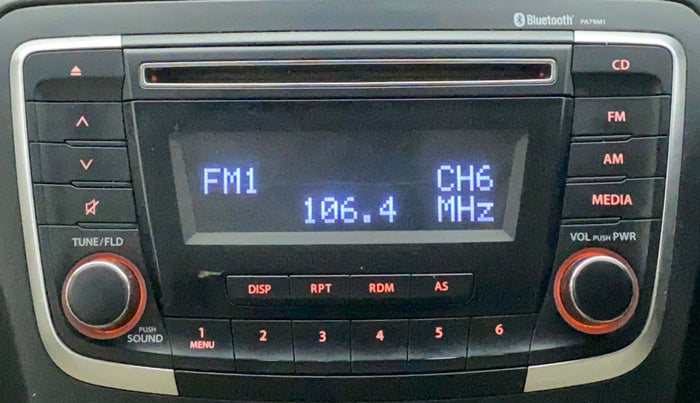 Bluetooth PA79M1
CD
FM
AM
MEDIA
FM1 CH6
106.4 MHz
TUNE/FLD
VOL PUSH PWR
DISP RPT RDM AS
PUSH
SOUND
1 2 3 4 5 6
MENU